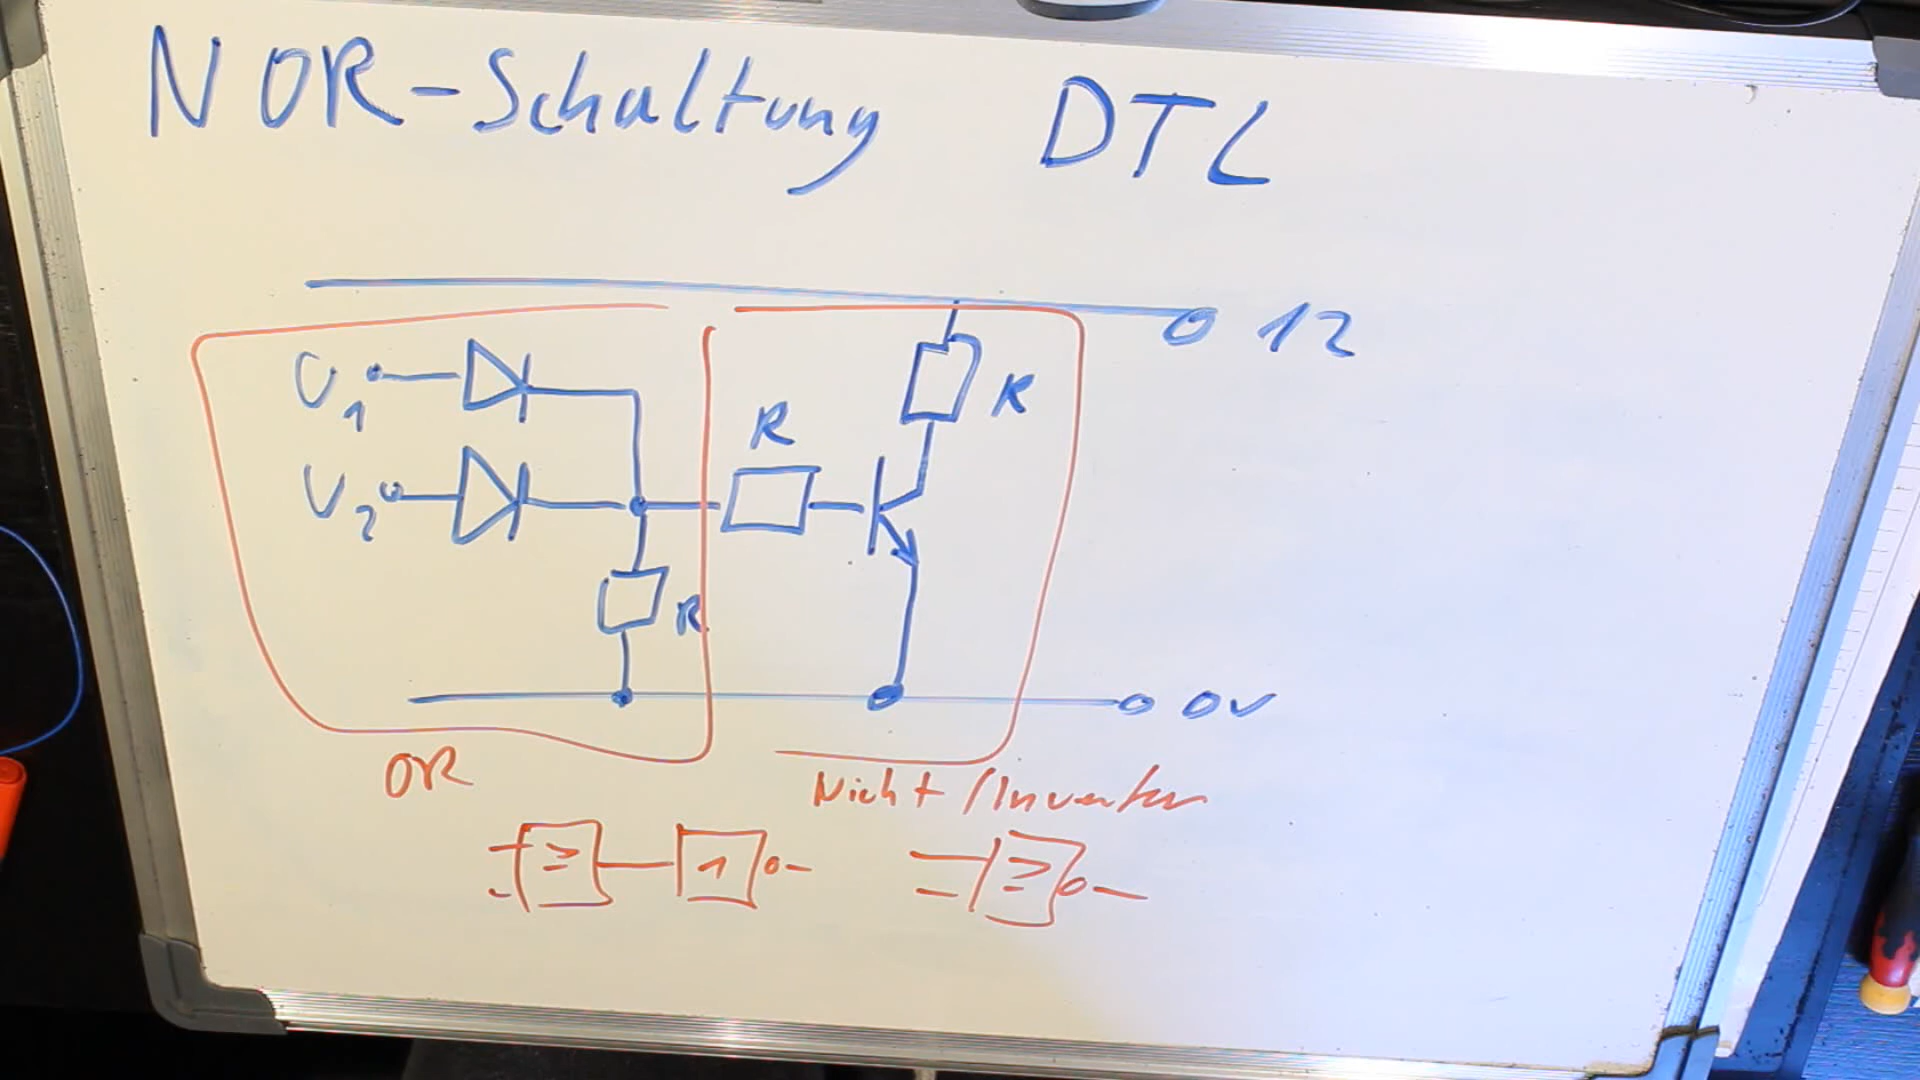 NOR-Schaltung DTL
12
U1
R
R
U2
R
0V
OR
Nicht/Inverter
≥
1
≥